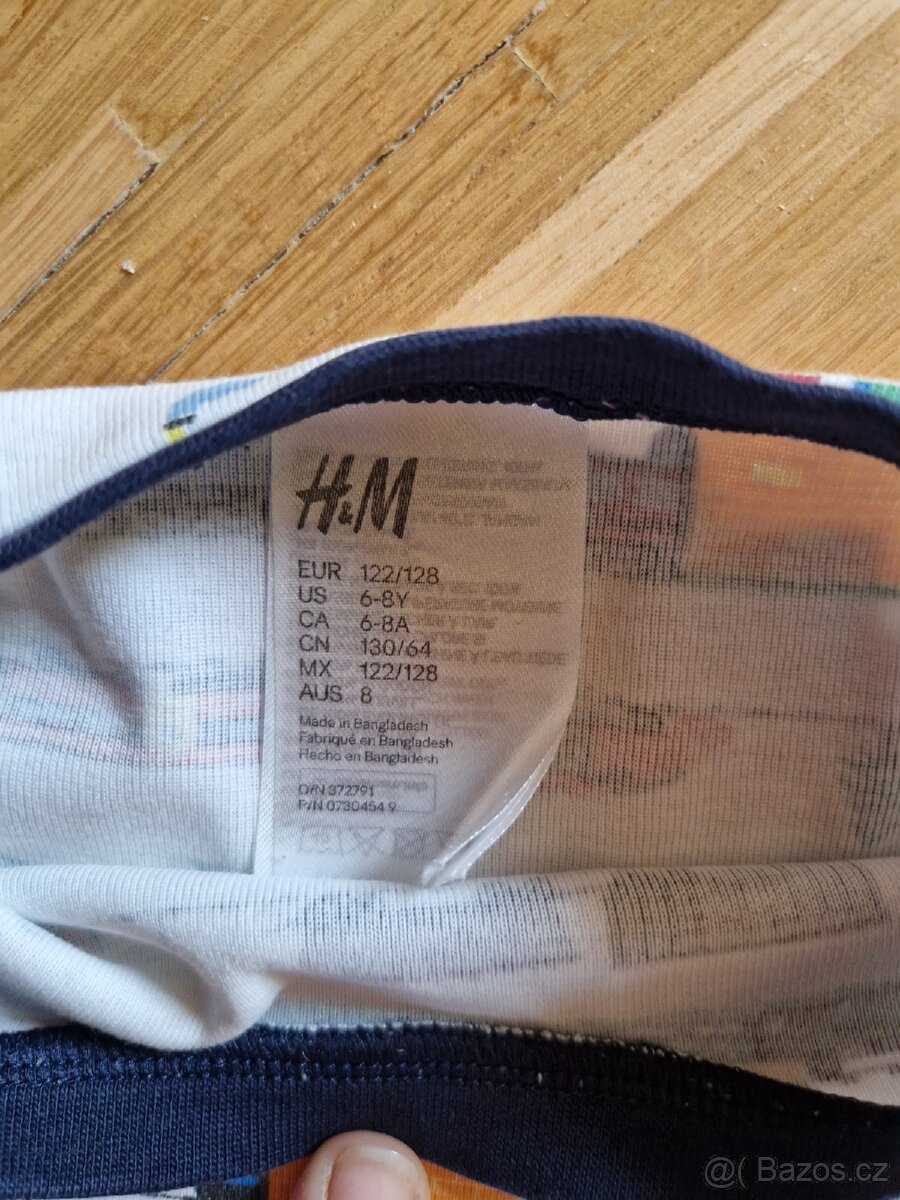 H&M
EUR 122/128
US 6-8Y
CA 6-8A
CN 130/64
MX 122/128
AUS 8
Made in Bangladesh
Fabriqué en Bangladesh
Hecho en Bangladesh
O/N 372791
P/N 0730454 9
@( Bazos.cz